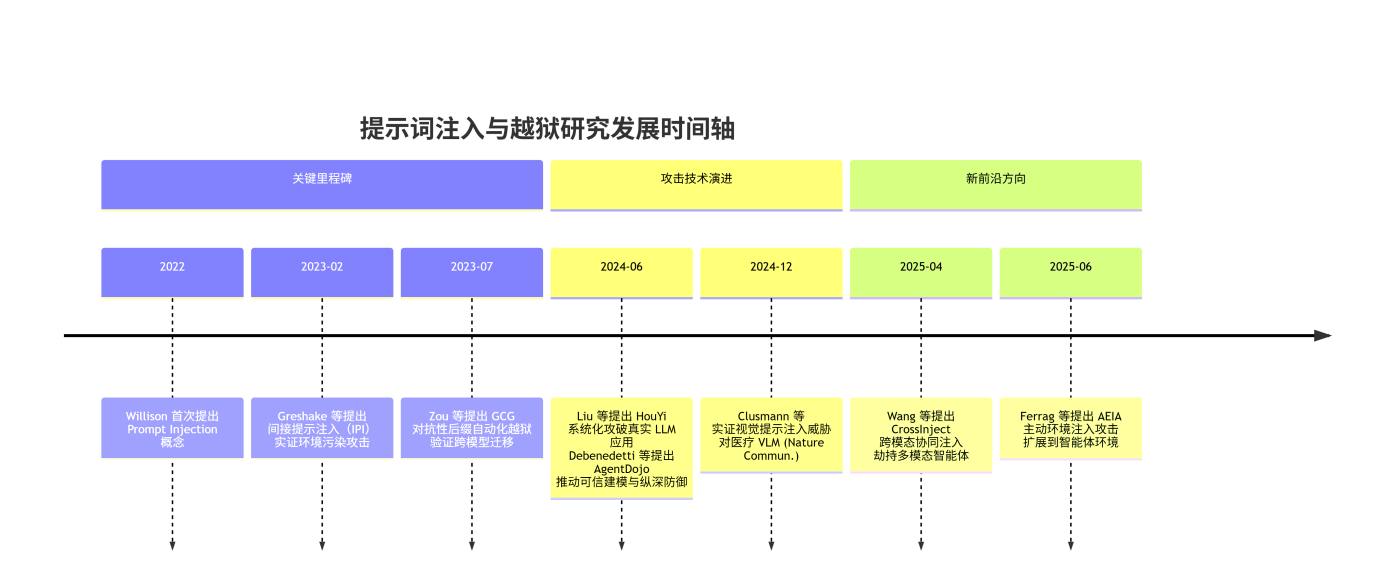 提示词注入与越狱研究发展时间轴
关键里程碑
攻击技术演进
新前沿方向
2022
2023-02
2023-07
2024-06
2024-12
2025-04
2025-06
Willison 首次提出
Prompt Injection
概念
Greshake 等提出
间接提示注入（IPI）
实证环境污染攻击
Zou 等提出 GCG
对抗性后缀自动化越狱
验证跨模型迁移
Liu 等提出 HouYi
系统化攻破真实 LLM
应用
Debenedetti 等提出
AgentDojo
推动可信建模与纵深防御
Clusmann 等
实证视觉提示注入威胁
对医疗 VLM (Nature
Commun.)
Wang 等提出
CrossInject
跨模态协同注入
劫持多模态智能体
Ferrag 等提出 AEIA
主动环境注入攻击
扩展到智能体环境